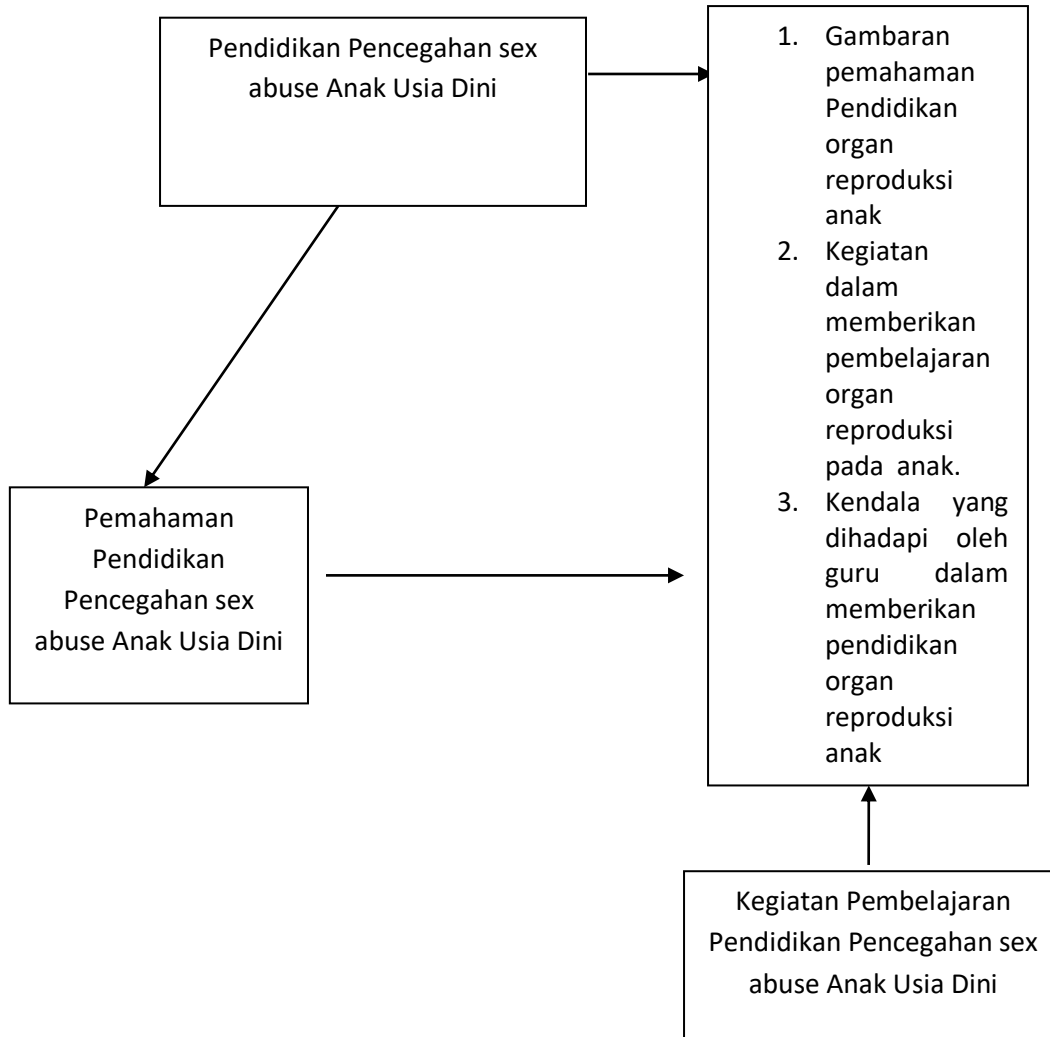 Pendidikan Pencegahan sex
abuse Anak Usia Dini
1. Gambaran
pemahaman
Pendidikan
organ
reproduksi
anak
2. Kegiatan
dalam
memberikan
pembelajaran
organ
reproduksi
pada anak.
3. Kendala yang
dihadapi oleh
guru dalam
memberikan
pendidikan
organ
reproduksi
anak
Pemahaman
Pendidikan
Pencegahan sex
abuse Anak Usia Dini
Kegiatan Pembelajaran
Pendidikan Pencegahan sex
abuse Anak Usia Dini